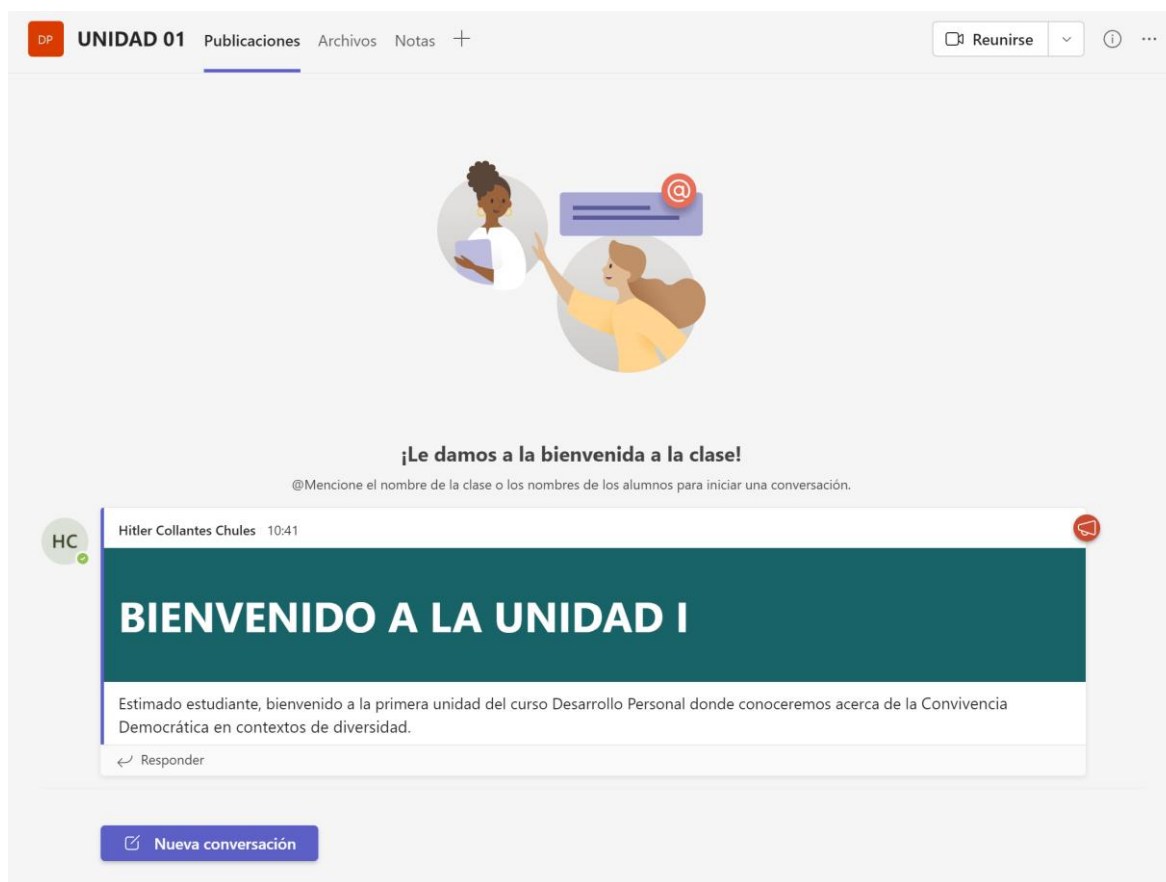 DP UNIDAD 01 Publicaciones Archivos Notas Reunirse
@
¡Le damos a la bienvenida a la clase!
@Mencione el nombre de la clase o los nombres de los alumnos para iniciar una conversación.
HC
Hitler Collantes Chules 10:41
BIENVENIDO A LA UNIDAD I
Estimado estudiante, bienvenido a la primera unidad del curso Desarrollo Personal donde conoceremos acerca de la Convivencia
Democrática en contextos de diversidad.
Responder
Nueva conversación